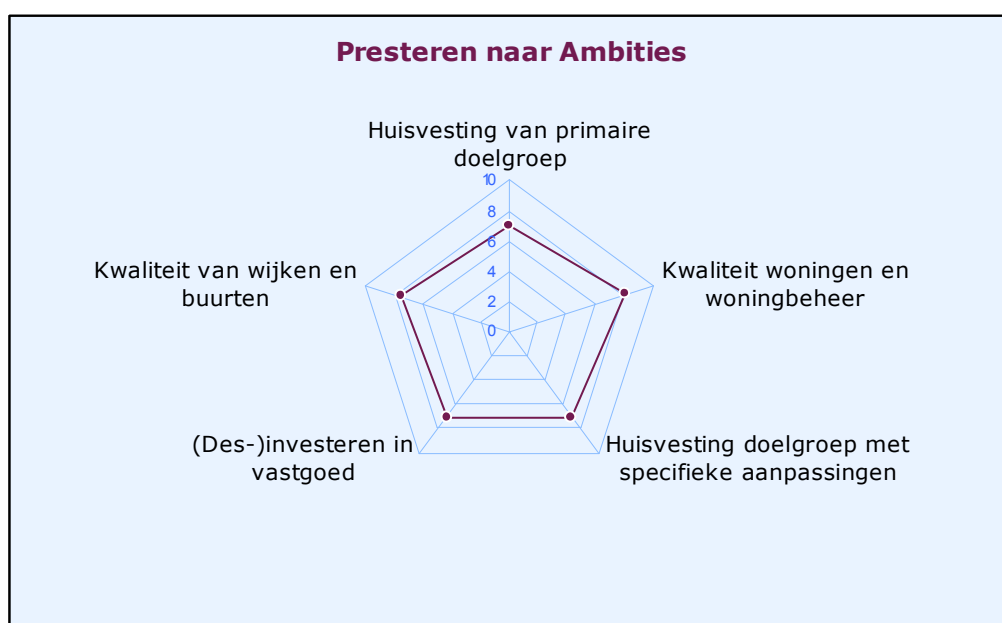 Presteren naar Ambities
Huisvesting van primaire
doelgroep
10
8
6
4
2
0
Kwaliteit van wijken en
buurten
Kwaliteit woningen en
woningbeheer
(Des-)investeren in
vastgoed
Huisvesting doelgroep met
specifieke aanpassingen